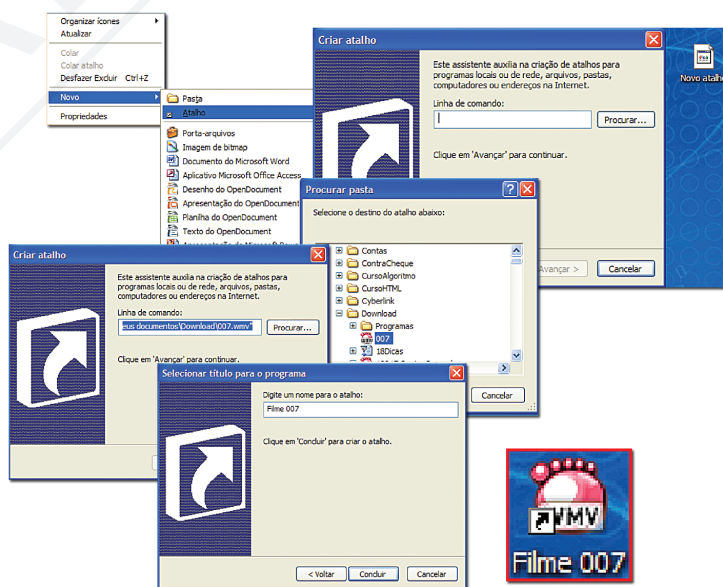 Organizar ícones
Atualizar
Colar
Colar atalho
Desfazer Excluir Ctrl+Z
Novo
Propriedades
Pasta
Atalho
Porta-arquivos
Imagem de bitmap
Documento do Microsoft Word
Aplicativo Microsoft Office Access
Desenho do OpenDocument
Apresentação do OpenDocument
Planilha do OpenDocument
Texto do OpenDocument
Criar atalho
Este assistente auxilia na criação de atalhos para
programas locais ou de rede, arquivos, pastas,
computadores ou endereços na Internet.
Linha de comando:
Procurar...
Clique em 'Avançar' para continuar.
Avançar >
Cancelar
Novo atalh
Procurar pasta
Selecione o destino do atalho abaixo:
Contas
ContraCheque
CursoAlgoritmo
CursoHTML
Cyberlink
Download
Programas
007
18Dicas
Cancelar
Criar atalho
Este assistente auxilia na criação de atalhos para
programas locais ou de rede, arquivos, pastas,
computadores ou endereços na Internet.
Linha de comando:
eus documentos\Download\007.wmv"
Procurar...
Clique em 'Avançar' para continuar.
Selecionar título para o programa
Digite um nome para o atalho:
Filme 007
Clique em 'Concluir' para criar o atalho.
< Voltar
Concluir
Cancelar
WMV
Filme 007